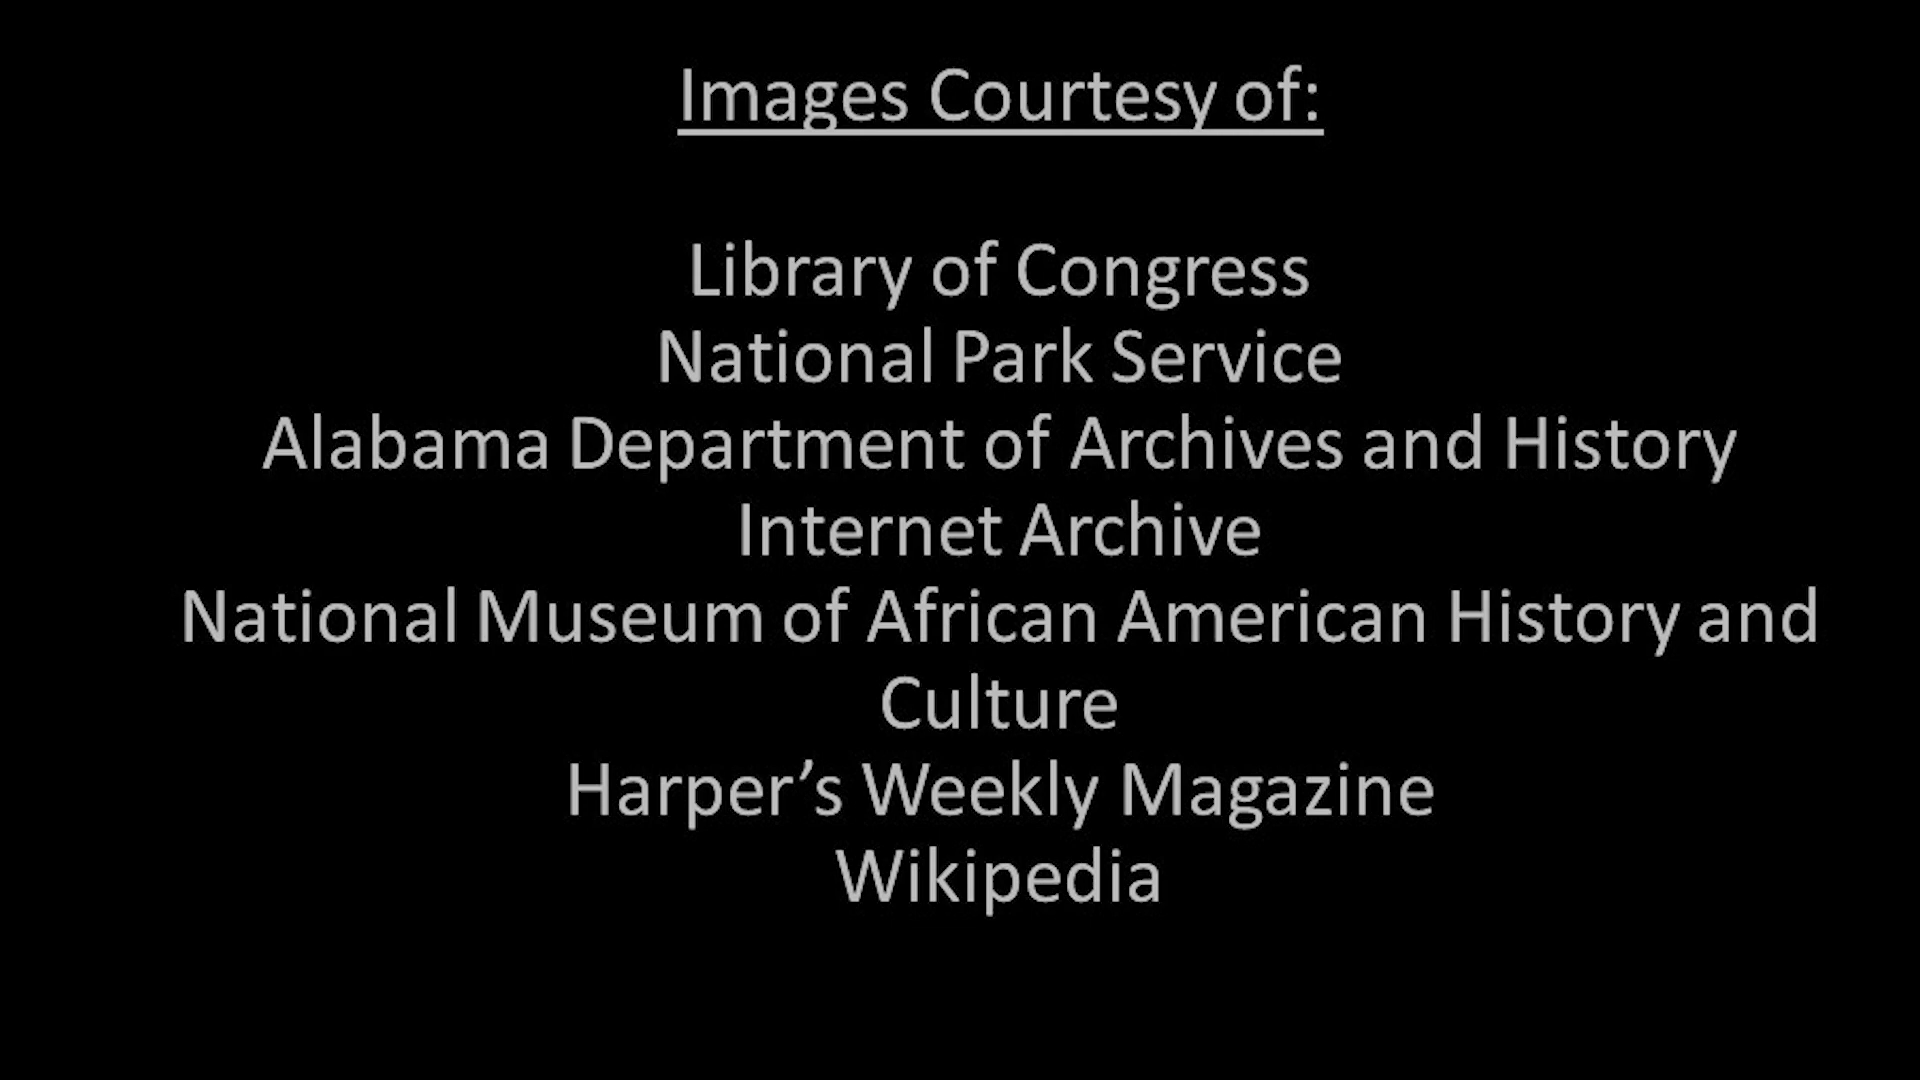 Images Courtesy of:
Library of Congress
National Park Service
Alabama Department of Archives and History
Internet Archive
National Museum of African American History and
Culture
Harper’s Weekly Magazine
Wikipedia